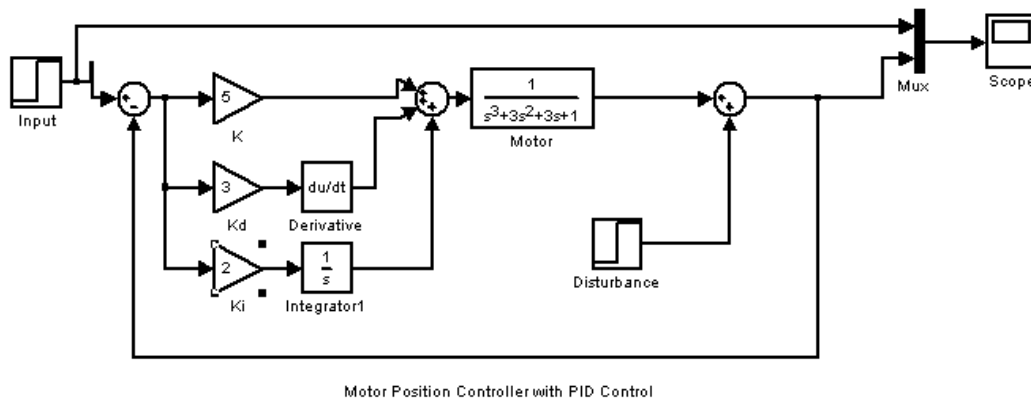 Input
+
-
5
K
3
Kd
du/dt
Derivative
2
Ki
1
s
Integrator1
+
+
+
1
s3+3s2+3s+1
Motor
+
+
Disturbance
Mux
Scope
Motor Position Controller with PID Control